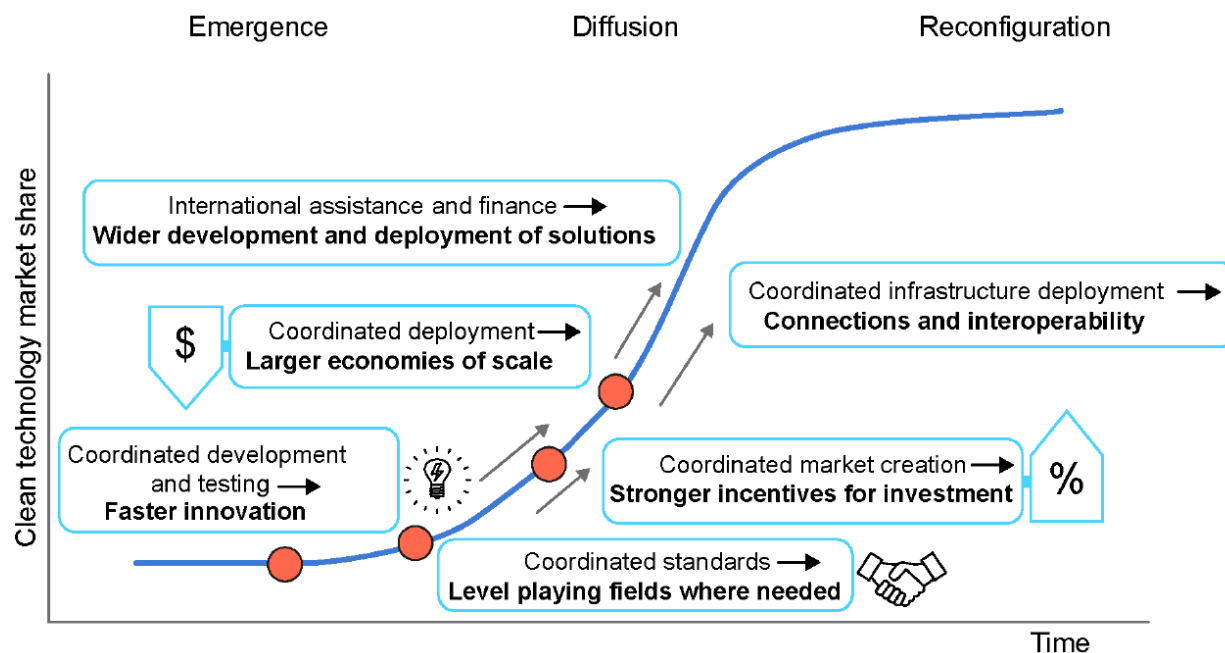 Emergence
Diffusion
Reconfiguration
Clean technology market share
International assistance and finance →
Wider development and deployment of solutions
Coordinated infrastructure deployment →
Connections and interoperability
$
Coordinated deployment →
Larger economies of scale
Coordinated development
and testing →
Faster innovation
Coordinated market creation →
Stronger incentives for investment
%
Coordinated standards →
Level playing fields where needed
Time